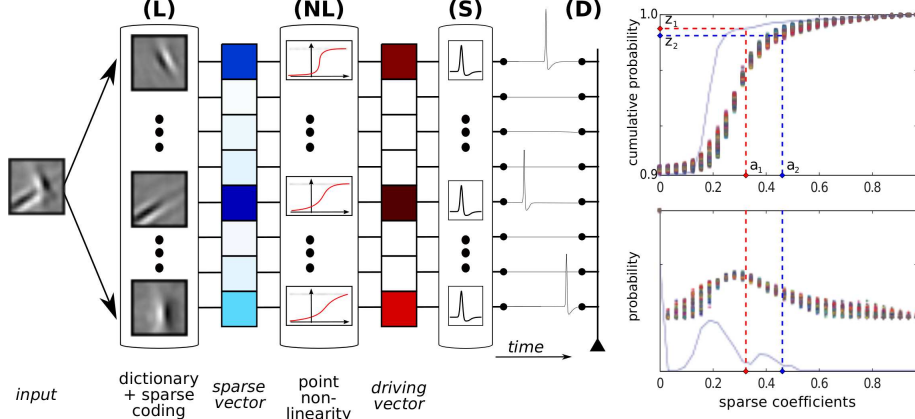 (L)
(NL)
(S)
(D)
input
dictionary
+ sparse
coding
sparse
vector
point
non-
linearity
driving
vector
time
cumulative probability
1.0
0.9
z1
z2
a1
a2
0
0.2
0.4
0.6
0.8
probability
0
0.2
0.4
0.6
0.8
sparse coefficients